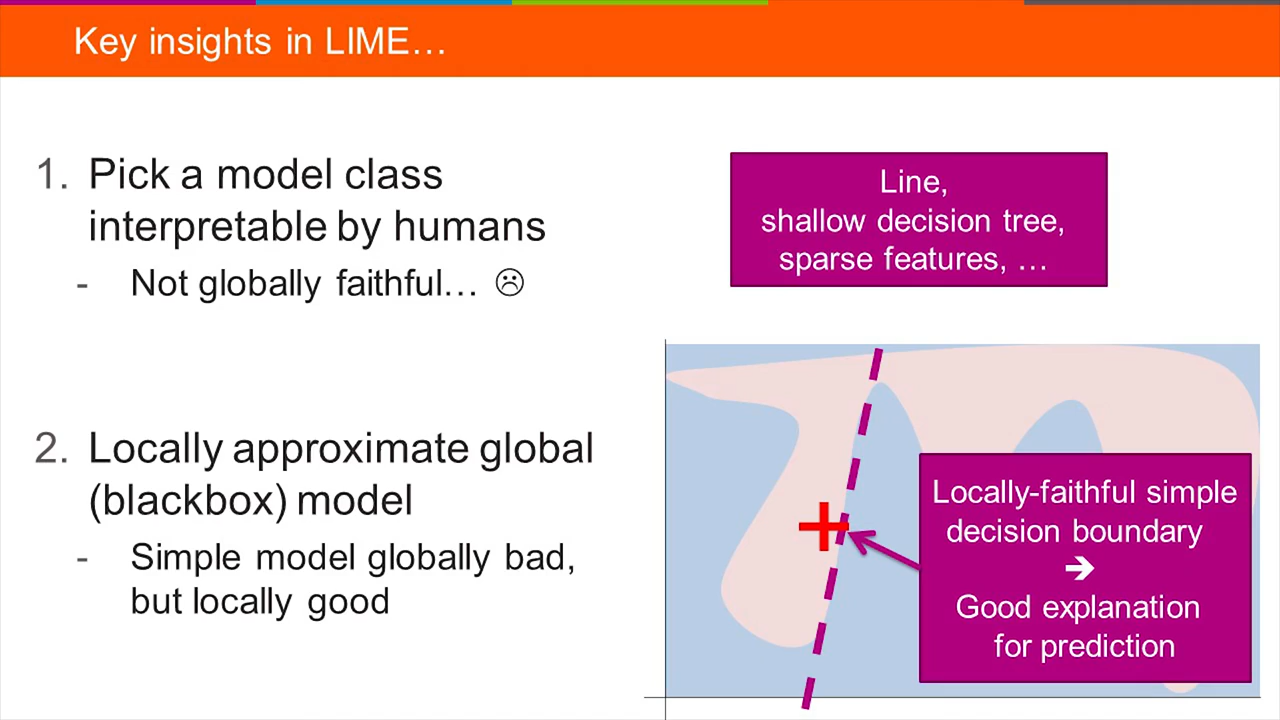 Key insights in LIME…
1. Pick a model class
interpretable by humans
- Not globally faithful… ☹
Line,
shallow decision tree,
sparse features, …
2. Locally approximate global
(blackbox) model
- Simple model globally bad,
but locally good
Locally-faithful simple
decision boundary
➔
Good explanation
for prediction